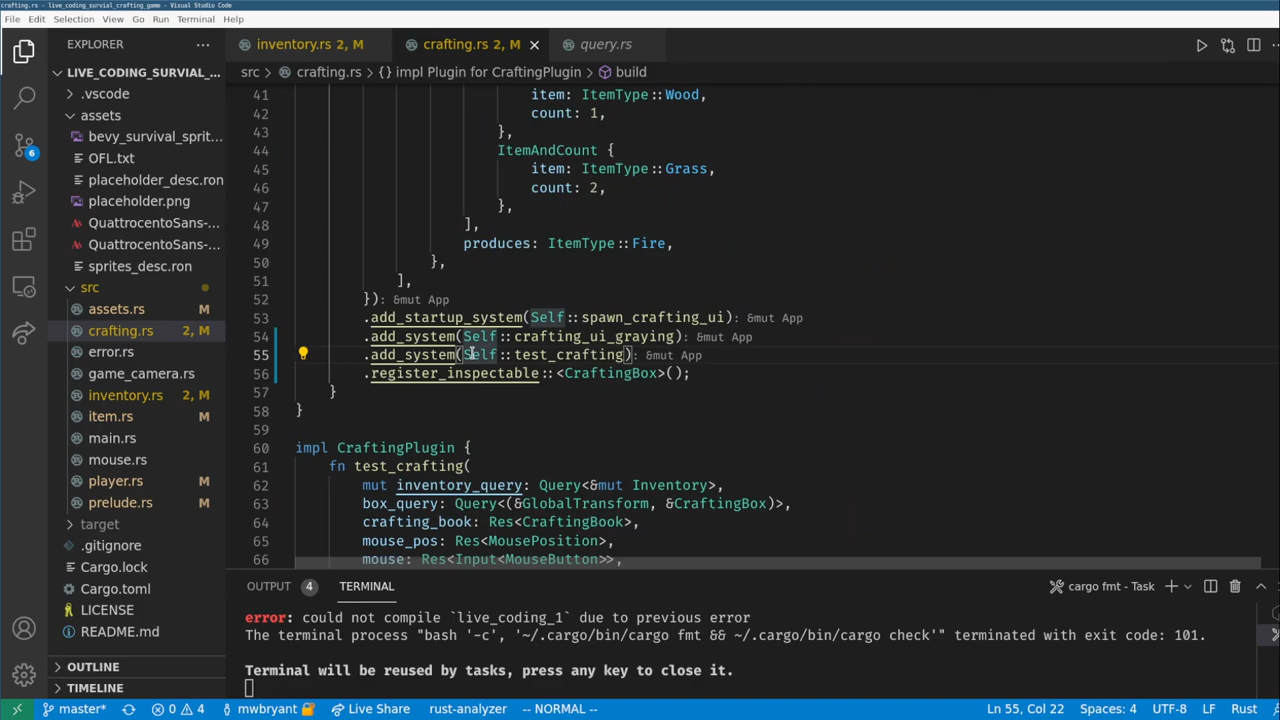 crafting.rs - live_coding_survial_crafting_game - Visual Studio Code
File Edit Selection View Go Run Terminal Help
EXPLORER
inventory.rs 2, M
crafting.rs 2, M
query.rs
LIVE_CODING_SURVIAL_...
src > crafting.rs > {} impl Plugin for CraftingPlugin > build
.vscode
assets
bevy_survival_sprit...
OFL.txt
placeholder_desc.ron
placeholder.png
QuattrocentoSans-...
QuattrocentoSans-...
sprites_desc.ron
src
assets.rs M
crafting.rs 2, M
error.rs
game_camera.rs
inventory.rs 2, M
item.rs M
main.rs
mouse.rs
player.rs M
prelude.rs M
target
.gitignore
Cargo.lock
Cargo.toml
LICENSE
README.md
OUTLINE
TIMELINE
6
41 item: ItemType::Wood,
42 count: 1,
43 },
44 ItemAndCount {
45 item: ItemType::Grass,
46 count: 2,
47 },
48 ],
49 produces: ItemType::Fire,
50 },
51 ],
52 }): &mut App
53 .add_startup_system(Self::spawn_crafting_ui): &mut App
54 .add_system(Self::crafting_ui_graying): &mut App
55 .add_system(Self::test_crafting): &mut App
56 .register_inspectable::<CraftingBox>();
57 }
58 }
59
60 impl CraftingPlugin {
61 fn test_crafting(
62 mut inventory_query: Query<&mut Inventory>,
63 box_query: Query<(&GlobalTransform, &CraftingBox)>,
64 crafting_book: Res<CraftingBook>,
65 mouse_pos: Res<MousePosition>,
66 mouse: Res<Input<MouseButton>>,
OUTPUT 4 TERMINAL cargo fmt - Task
error: could not compile `live_coding_1` due to previous error
The terminal process "bash '-c', '~/.cargo/bin/cargo fmt && ~/.cargo/bin/cargo check'" terminated with exit code: 101.
Terminal will be reused by tasks, press any key to close it.
master* 0 4 mwbryant Live Share rust-analyzer -- NORMAL -- Ln 55, Col 22 Spaces: 4 UTF-8 LF Rust